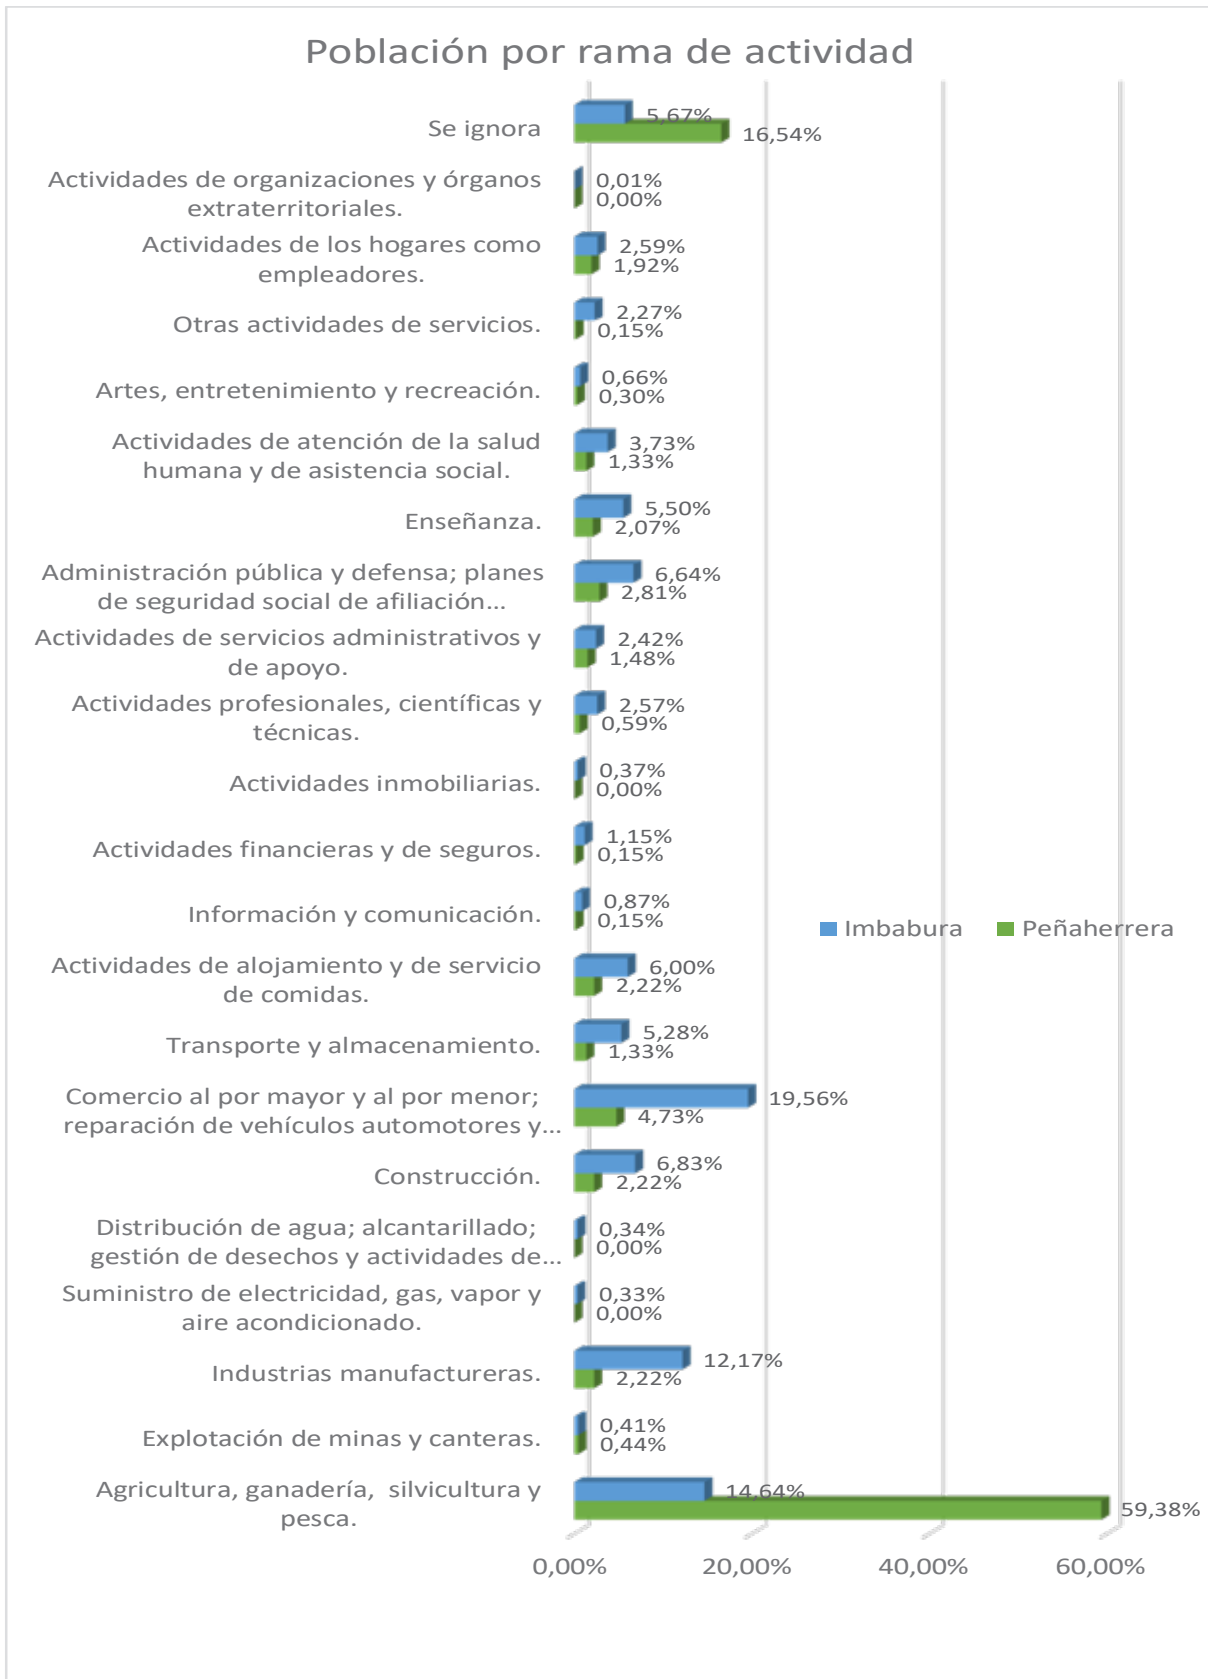 Población por rama de actividad
Se ignora
5,67%
16,54%
Actividades de organizaciones y órganos
extraterritoriales.
0,01%
0,00%
Actividades de los hogares como
empleadores.
2,59%
1,92%
Otras actividades de servicios.
2,27%
0,15%
Artes, entretenimiento y recreación.
0,66%
0,30%
Actividades de atención de la salud
humana y de asistencia social.
3,73%
1,33%
Enseñanza.
5,50%
2,07%
Administración pública y defensa; planes
de seguridad social de afiliación...
6,64%
2,81%
Actividades de servicios administrativos y
de apoyo.
2,42%
1,48%
Actividades profesionales, científicas y
técnicas.
2,57%
0,59%
Actividades inmobiliarias.
0,37%
0,00%
Actividades financieras y de seguros.
1,15%
0,15%
Información y comunicación.
0,87%
0,15%
Imbabura Peñaherrera
Actividades de alojamiento y de servicio
de comidas.
6,00%
2,22%
Transporte y almacenamiento.
5,28%
1,33%
Comercio al por mayor y al por menor;
reparación de vehículos automotores y...
19,56%
4,73%
Construcción.
6,83%
2,22%
Distribución de agua; alcantarillado;
gestión de desechos y actividades de...
0,34%
0,00%
Suministro de electricidad, gas, vapor y
aire acondicionado.
0,33%
0,00%
Industrias manufactureras.
12,17%
2,22%
Explotación de minas y canteras.
0,41%
0,44%
Agricultura, ganadería, silvicultura y
pesca.
14,64%
59,38%
0,00% 20,00% 40,00% 60,00%